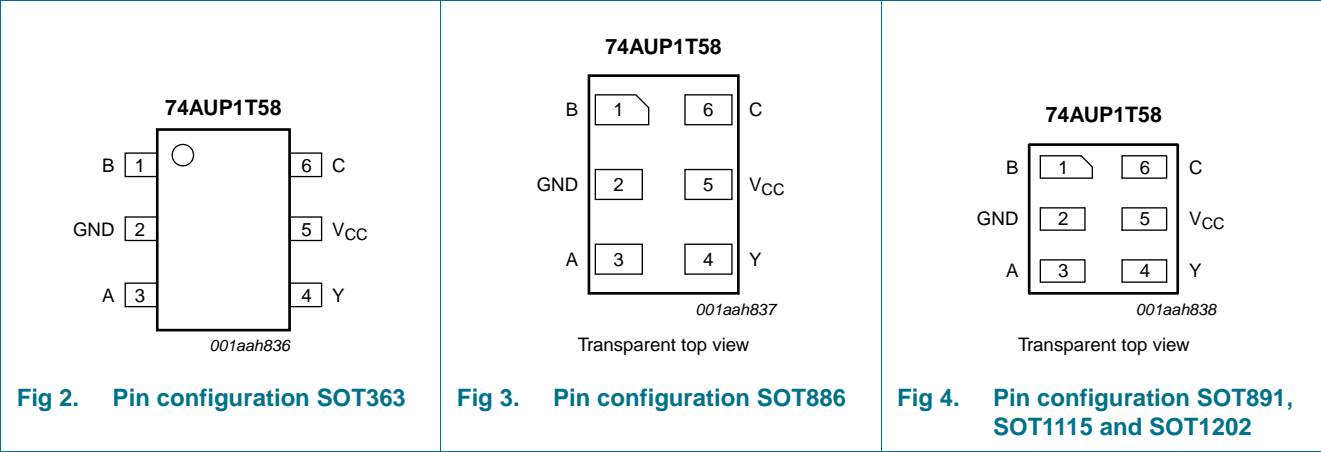 74AUP1T58
B 1 6 C
GND 2 5 VCC
A 3 4 Y
001aah836
Fig 2. Pin configuration SOT363
74AUP1T58
B 1 6 C
GND 2 5 VCC
A 3 4 Y
001aah837
Transparent top view
Fig 3. Pin configuration SOT886
74AUP1T58
B 1 6 C
GND 2 5 VCC
A 3 4 Y
001aah838
Transparent top view
Fig 4. Pin configuration SOT891,
SOT1115 and SOT1202